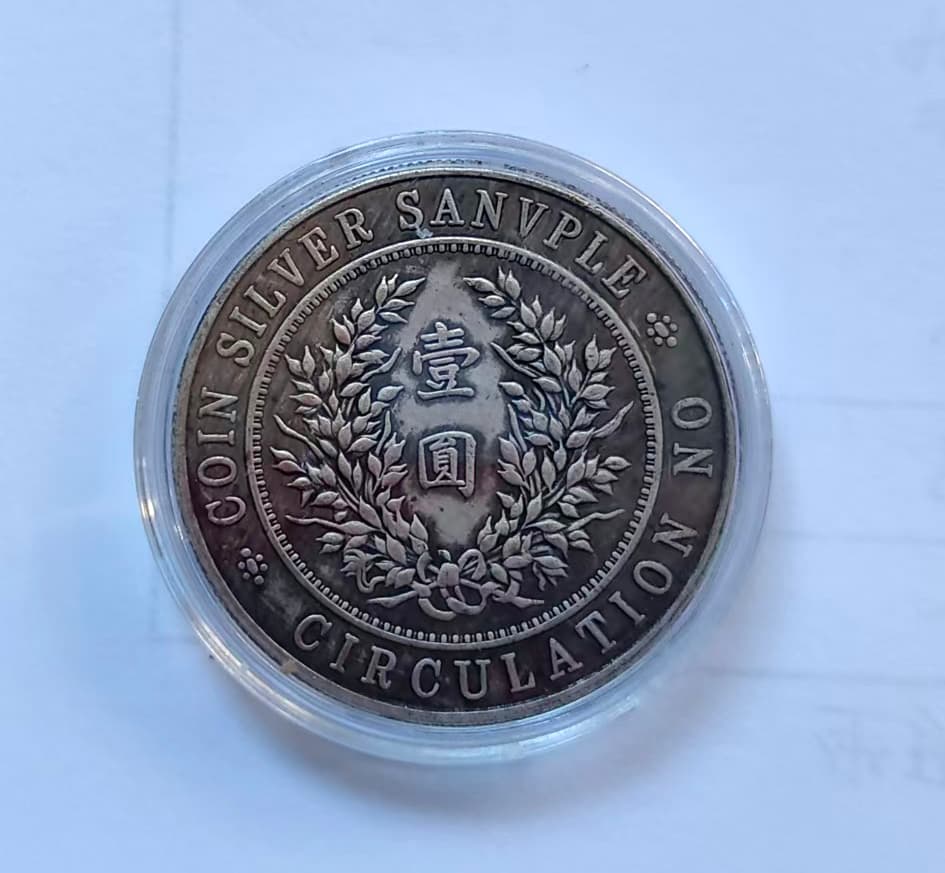 COIN SILVER SANVPLE
壹
圓
CIRCULATION NO